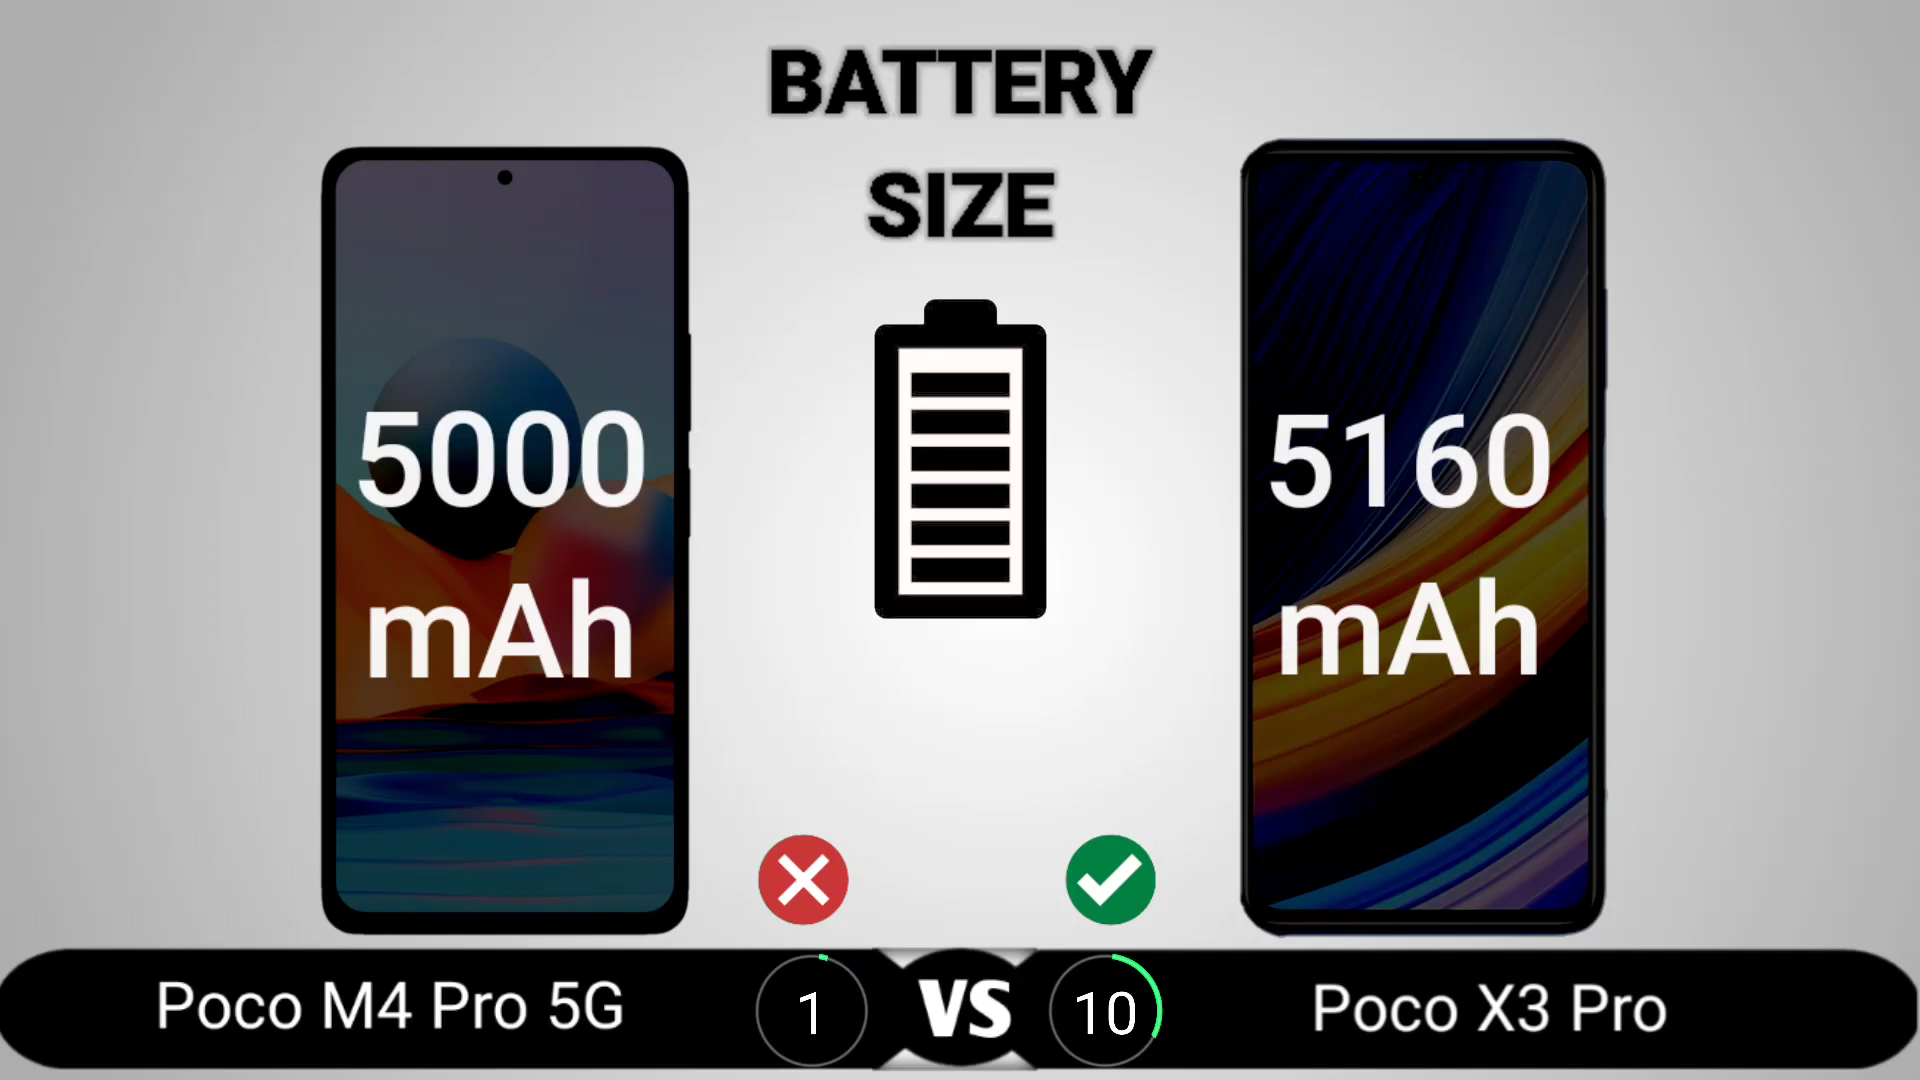 BATTERY
SIZE
5000
mAh
5160
mAh
Poco M4 Pro 5G
1
VS
10
Poco X3 Pro